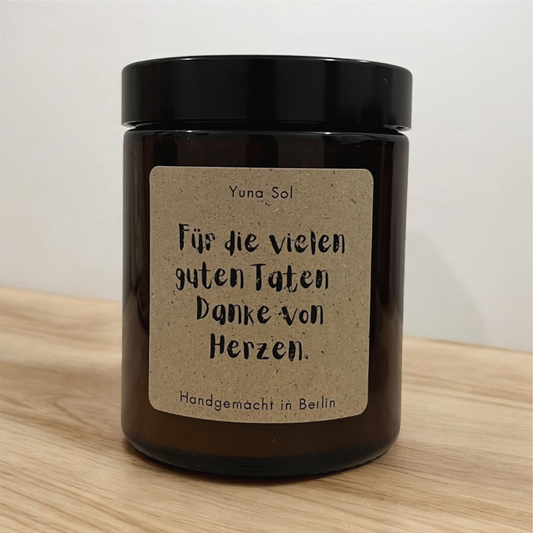 Yuna Sol
Für die vielen
guten Taten
Danke von
Herzen.
Handgemacht in Berlin